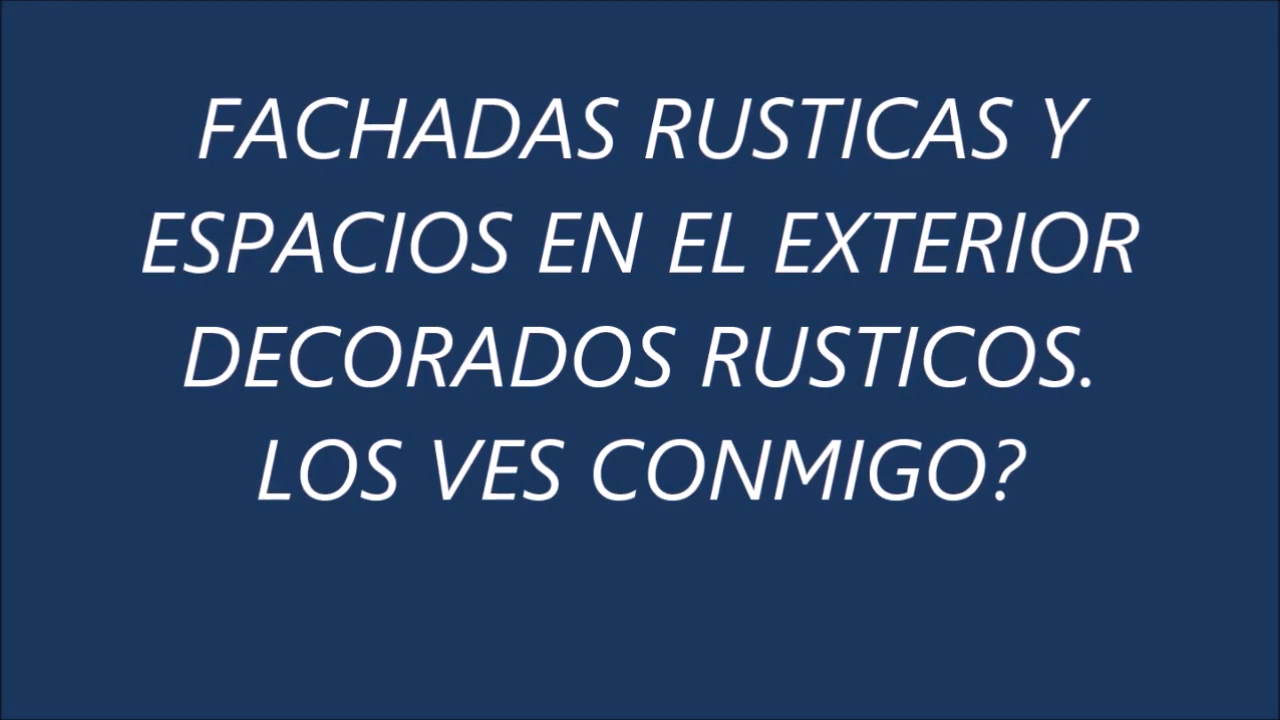 FACHADAS RUSTICAS Y
ESPACIOS EN EL EXTERIOR
DECORADOS RUSTICOS.
LOS VES CONMIGO?